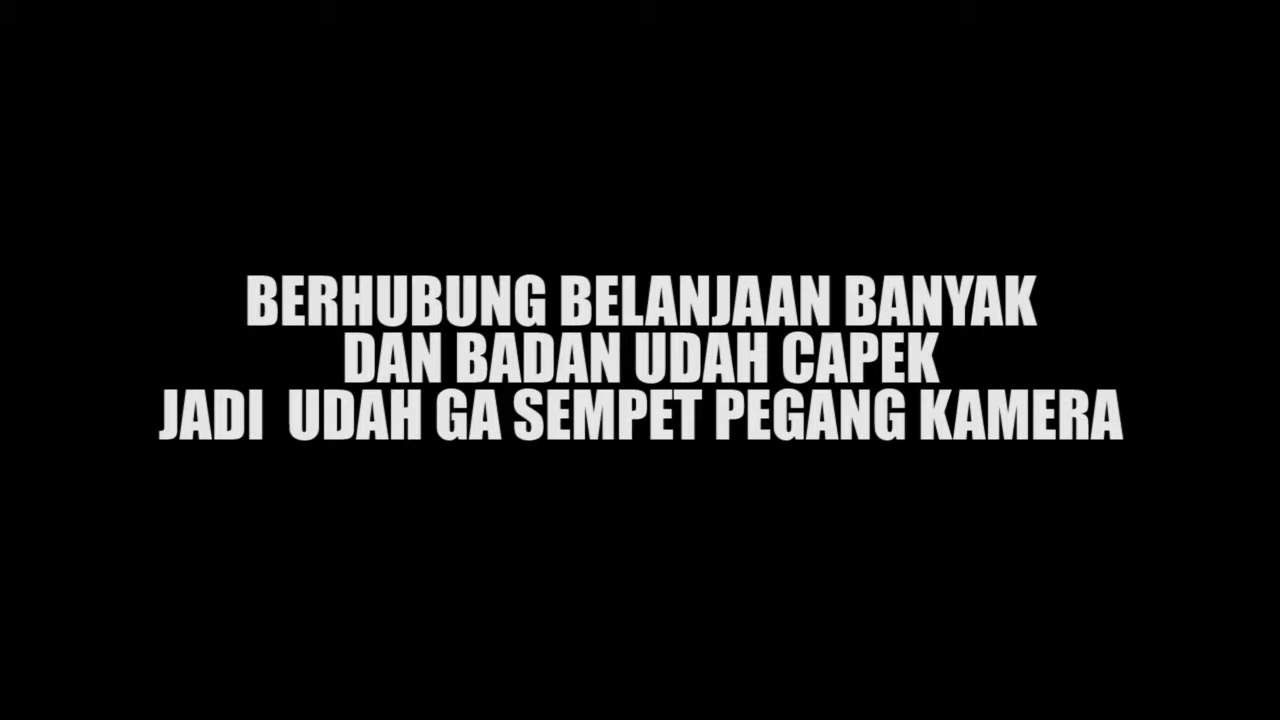 BERHUBUNG BELANJAAN BANYAK
DAN BADAN UDAH CAPEK
JADI  UDAH GA SEMPET PEGANG KAMERA